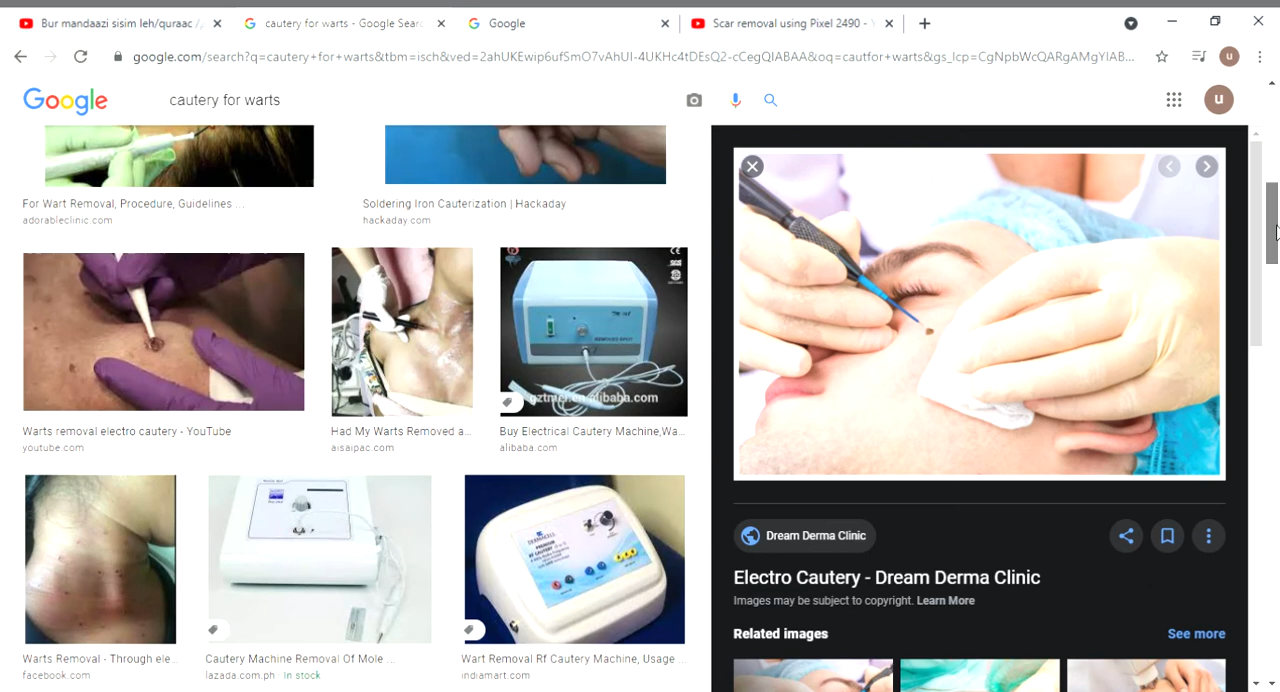 Bur mandaazi sisim leh/quraac /
cautery for warts - Google Sear
Google
Scar removal using Pixel 2490 - Y
google.com/search?q=cautery+for+warts&tbm=isch&ved=2ahUKEwip6ufSmO7vAhUI-4UKHc4tDEsQ2-cCegQIABAA&oq=cautfor+warts&gs_lcp=CgNpbWcQARgAMgYIAB...
u
Google
cautery for warts
u
For Wart Removal, Procedure, Guidelines ...
adorableclinic.com
Soldering Iron Cauterization | Hackaday
hackaday.com
gztmei.en.alibaba.com
Warts removal electro cautery - YouTube
youtube.com
Had My Warts Removed a...
aisaipac.com
Buy Electrical Cautery Machine,Wa...
alibaba.com
Dream Derma Clinic
Electro Cautery - Dream Derma Clinic
Images may be subject to copyright. Learn More
Related images
See more
Warts Removal - Through ele...
facebook.com
Cautery Machine Removal Of Mole ...
lazada.com.ph In stock
Wart Removal Rf Cautery Machine, Usage ...
indiamart.com